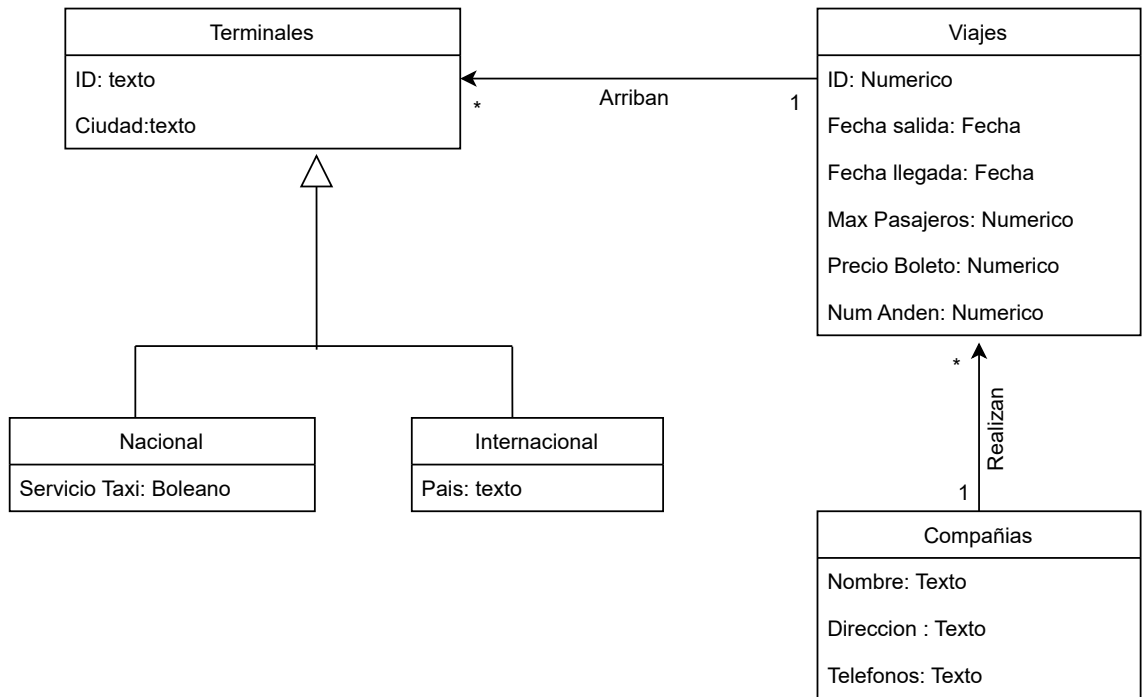 Terminales
ID: texto
Ciudad:texto
Arriban
*
1
Viajes
ID: Numerico
Fecha salida: Fecha
Fecha llegada: Fecha
Max Pasajeros: Numerico
Precio Boleto: Numerico
Num Anden: Numerico
*
Realizan
1
Nacional
Servicio Taxi: Boleano
Internacional
Pais: texto
Compañias
Nombre: Texto
Direccion : Texto
Telefonos: Texto